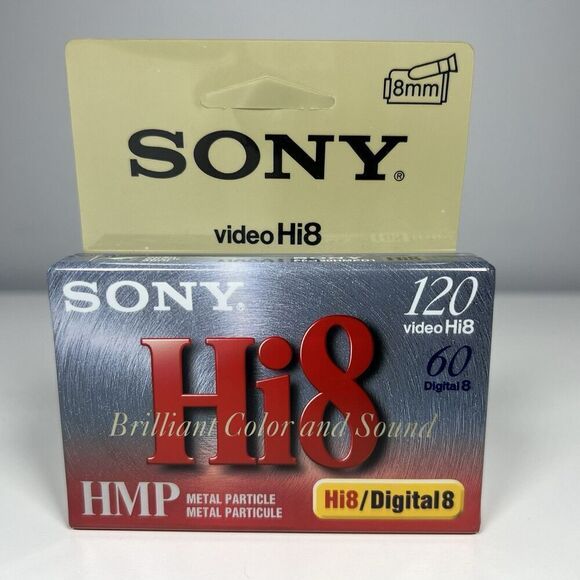 8mm
SONY®
video Hi8
SONY®
120
video Hi8
60
Digital 8
Hi8
Brilliant Color and Sound
HMP
METAL PARTICLE
METAL PARTICULE
Hi8/Digital8